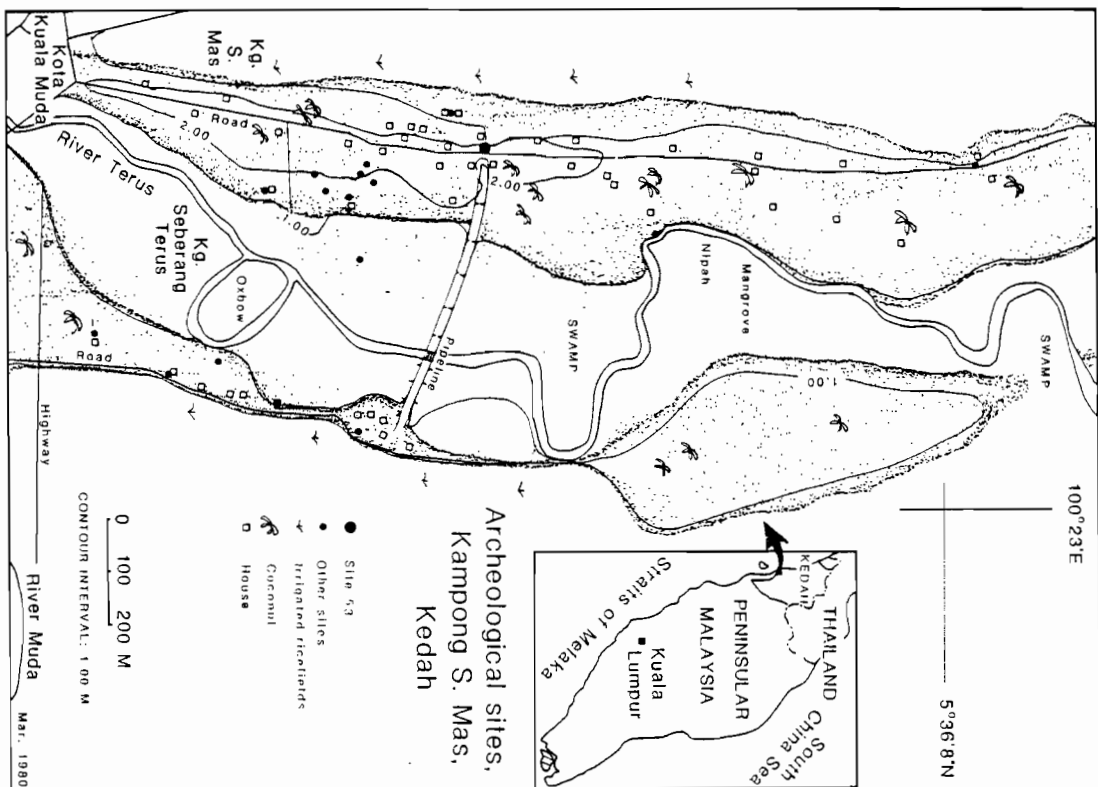 Archeological sites,
Kampong S. Mas,
Kedah
Site 53
Other sites
Irrigated ricefields
Coconut
House
0 100 200 M
CONTOUR INTERVAL: 1.00 M
Mar. 1980
THAILAND
KEDAH
PENINSULAR
MALAYSIA
Kuala
Lumpur
Straits of Melaka
South
China Sea
100°23'E
5°36'8"N
Kota
Kuala Muda
Kg.
S.
Mas
Road
2.00
2.00
1.00
River Terus
Kg.
Seberang
Terus
Oxbow
Pipeline
SWAMP
Nipah
Mangrove
SWAMP
1.00
Road
Highway
River Muda